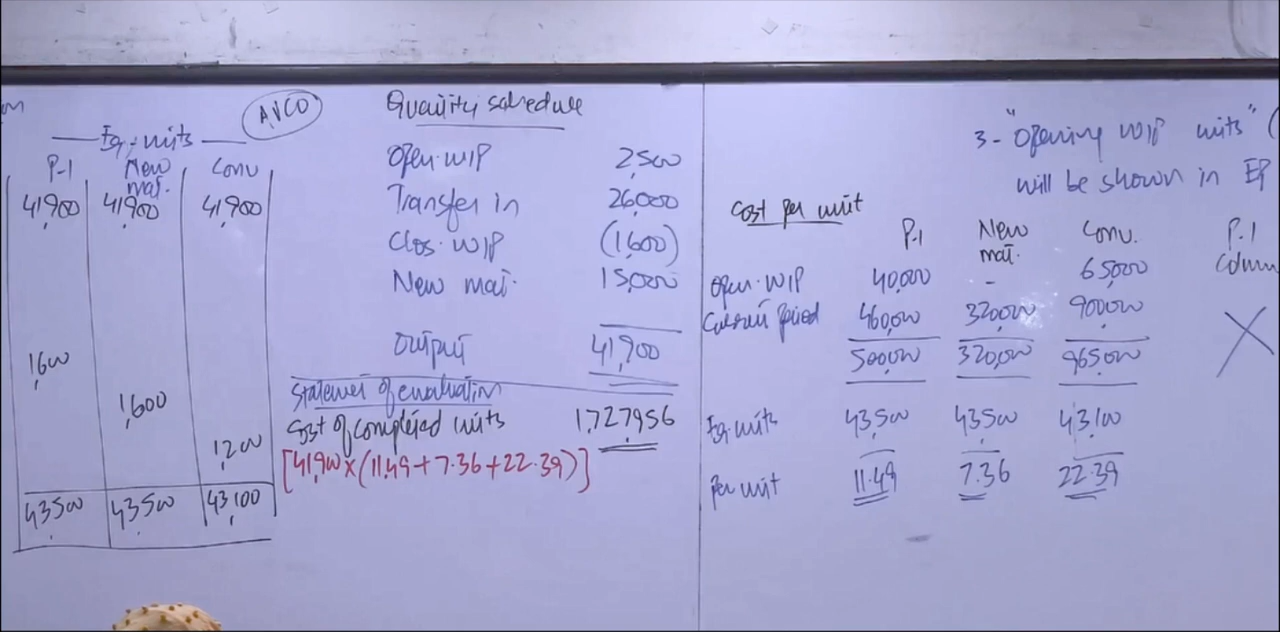 Eq. units
P-1 New mat. Conv
41,900 41,900 41,900
1,600
1,600
1,200
43,500 43,500 43,100
AVCO
Quantity schedule
Open. WIP 2,500
Transfer in 26,000
Clos. WIP (1,600)
New mat. 15,000
Output 41,900
Statement of evaluation
Cost of completed units 1,727,956
[41,900 x (11.49 + 7.36 + 22.39)]
3- "Opening WIP units" (
will be shown in EP
Cost per unit
P-1 New mat. Conv.
Open. WIP 40,000 - 65,000
Current Period 460,000 320,000 900,000
500,000 320,000 965,000
Eq. units 43,500 43,500 43,100
Per unit 11.49 7.36 22.39
P.1
Column